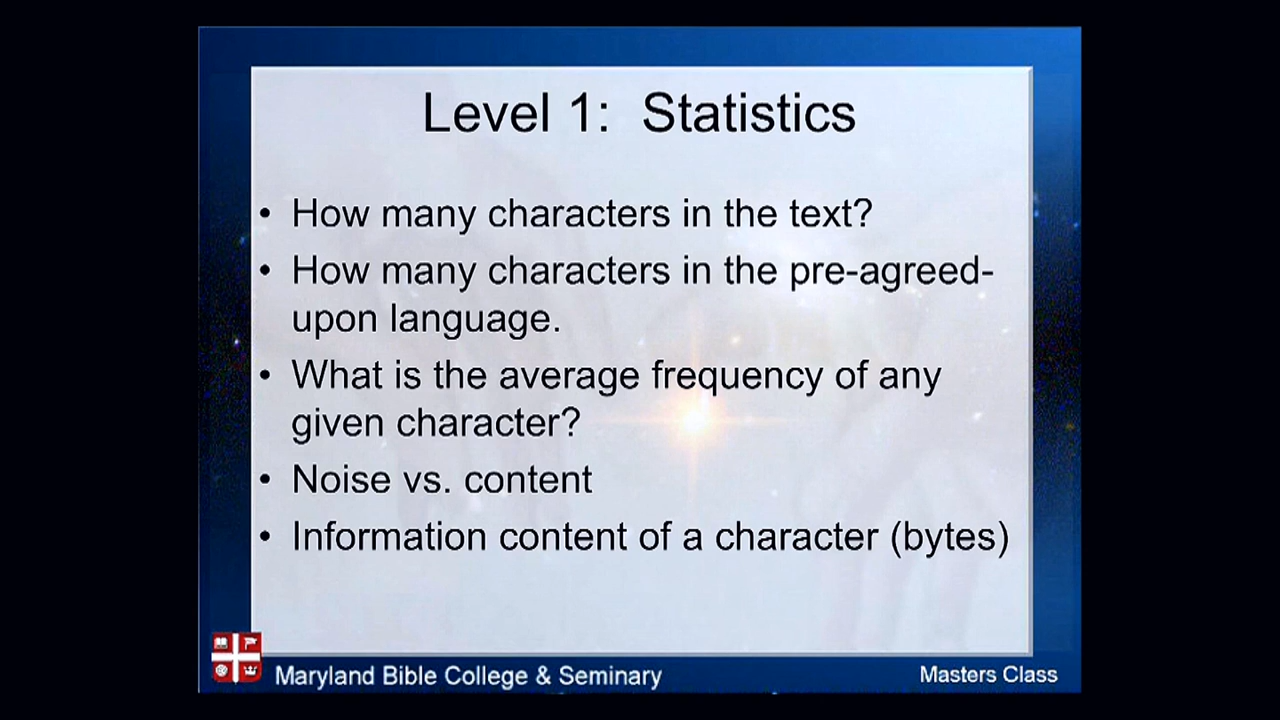 Level 1: Statistics
• How many characters in the text?
• How many characters in the pre-agreed-
upon language.
• What is the average frequency of any
given character?
• Noise vs. content
• Information content of a character (bytes)
Maryland Bible College & Seminary
Masters Class